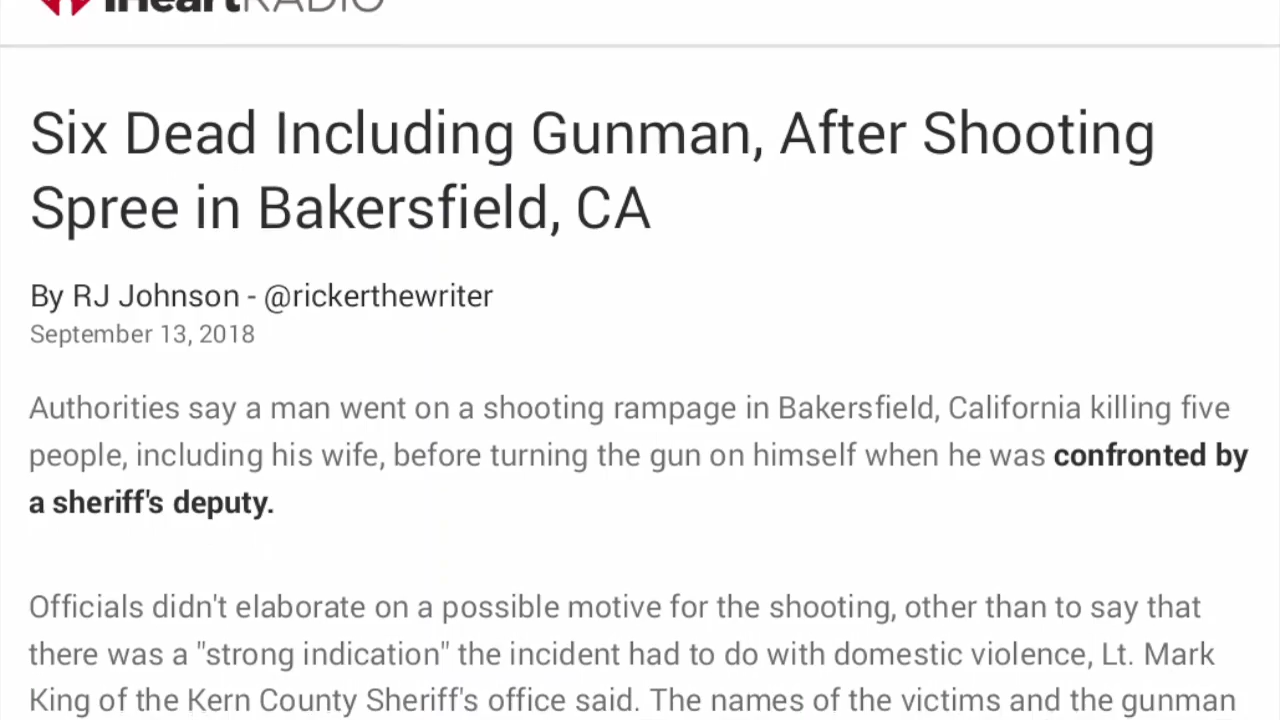 iHeartRADIO
Six Dead Including Gunman, After Shooting
Spree in Bakersfield, CA
By RJ Johnson - @rickerthewriter
September 13, 2018
Authorities say a man went on a shooting rampage in Bakersfield, California killing five
people, including his wife, before turning the gun on himself when he was confronted by
a sheriff's deputy.
Officials didn't elaborate on a possible motive for the shooting, other than to say that
there was a "strong indication" the incident had to do with domestic violence, Lt. Mark
King of the Kern County Sheriff's office said. The names of the victims and the gunman